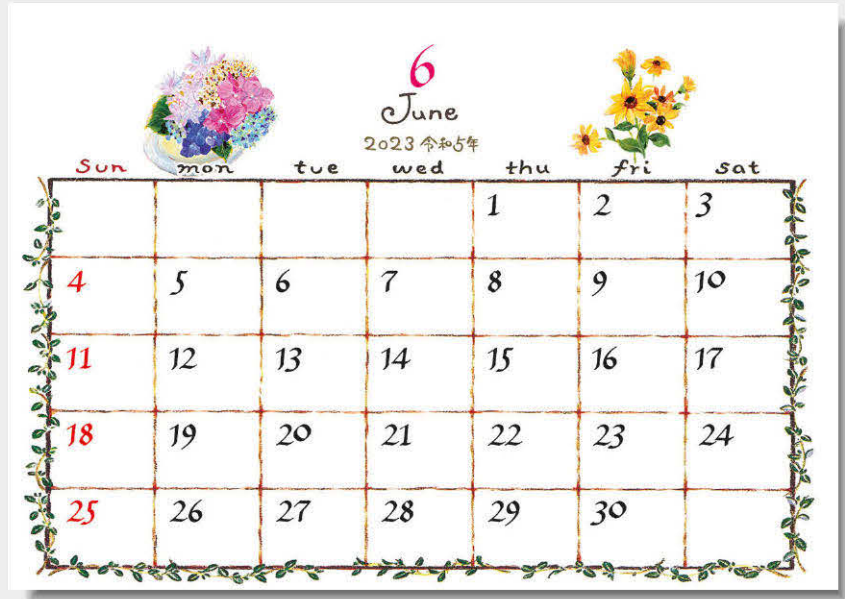 6
June
2023 令和5年
Sun mon tue wed thu fri sat
1 2 3
4 5 6 7 8 9 10
11 12 13 14 15 16 17
18 19 20 21 22 23 24
25 26 27 28 29 30